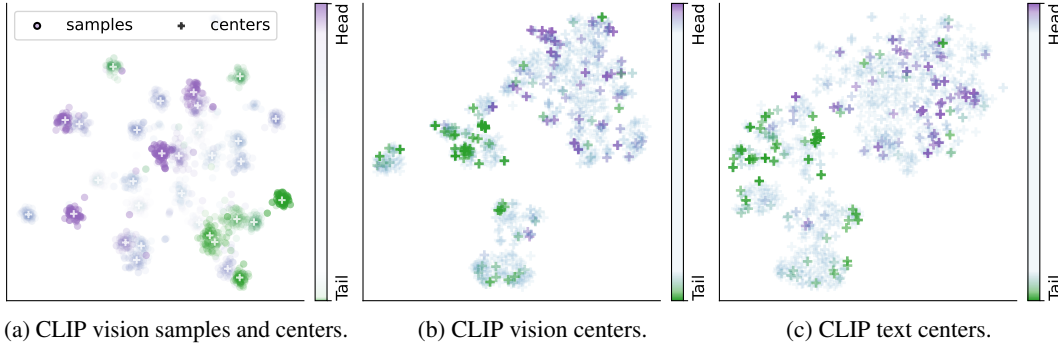 samples centers
Head
Tail
Head
Tail
Head
Tail
(a) CLIP vision samples and centers.
(b) CLIP vision centers.
(c) CLIP text centers.